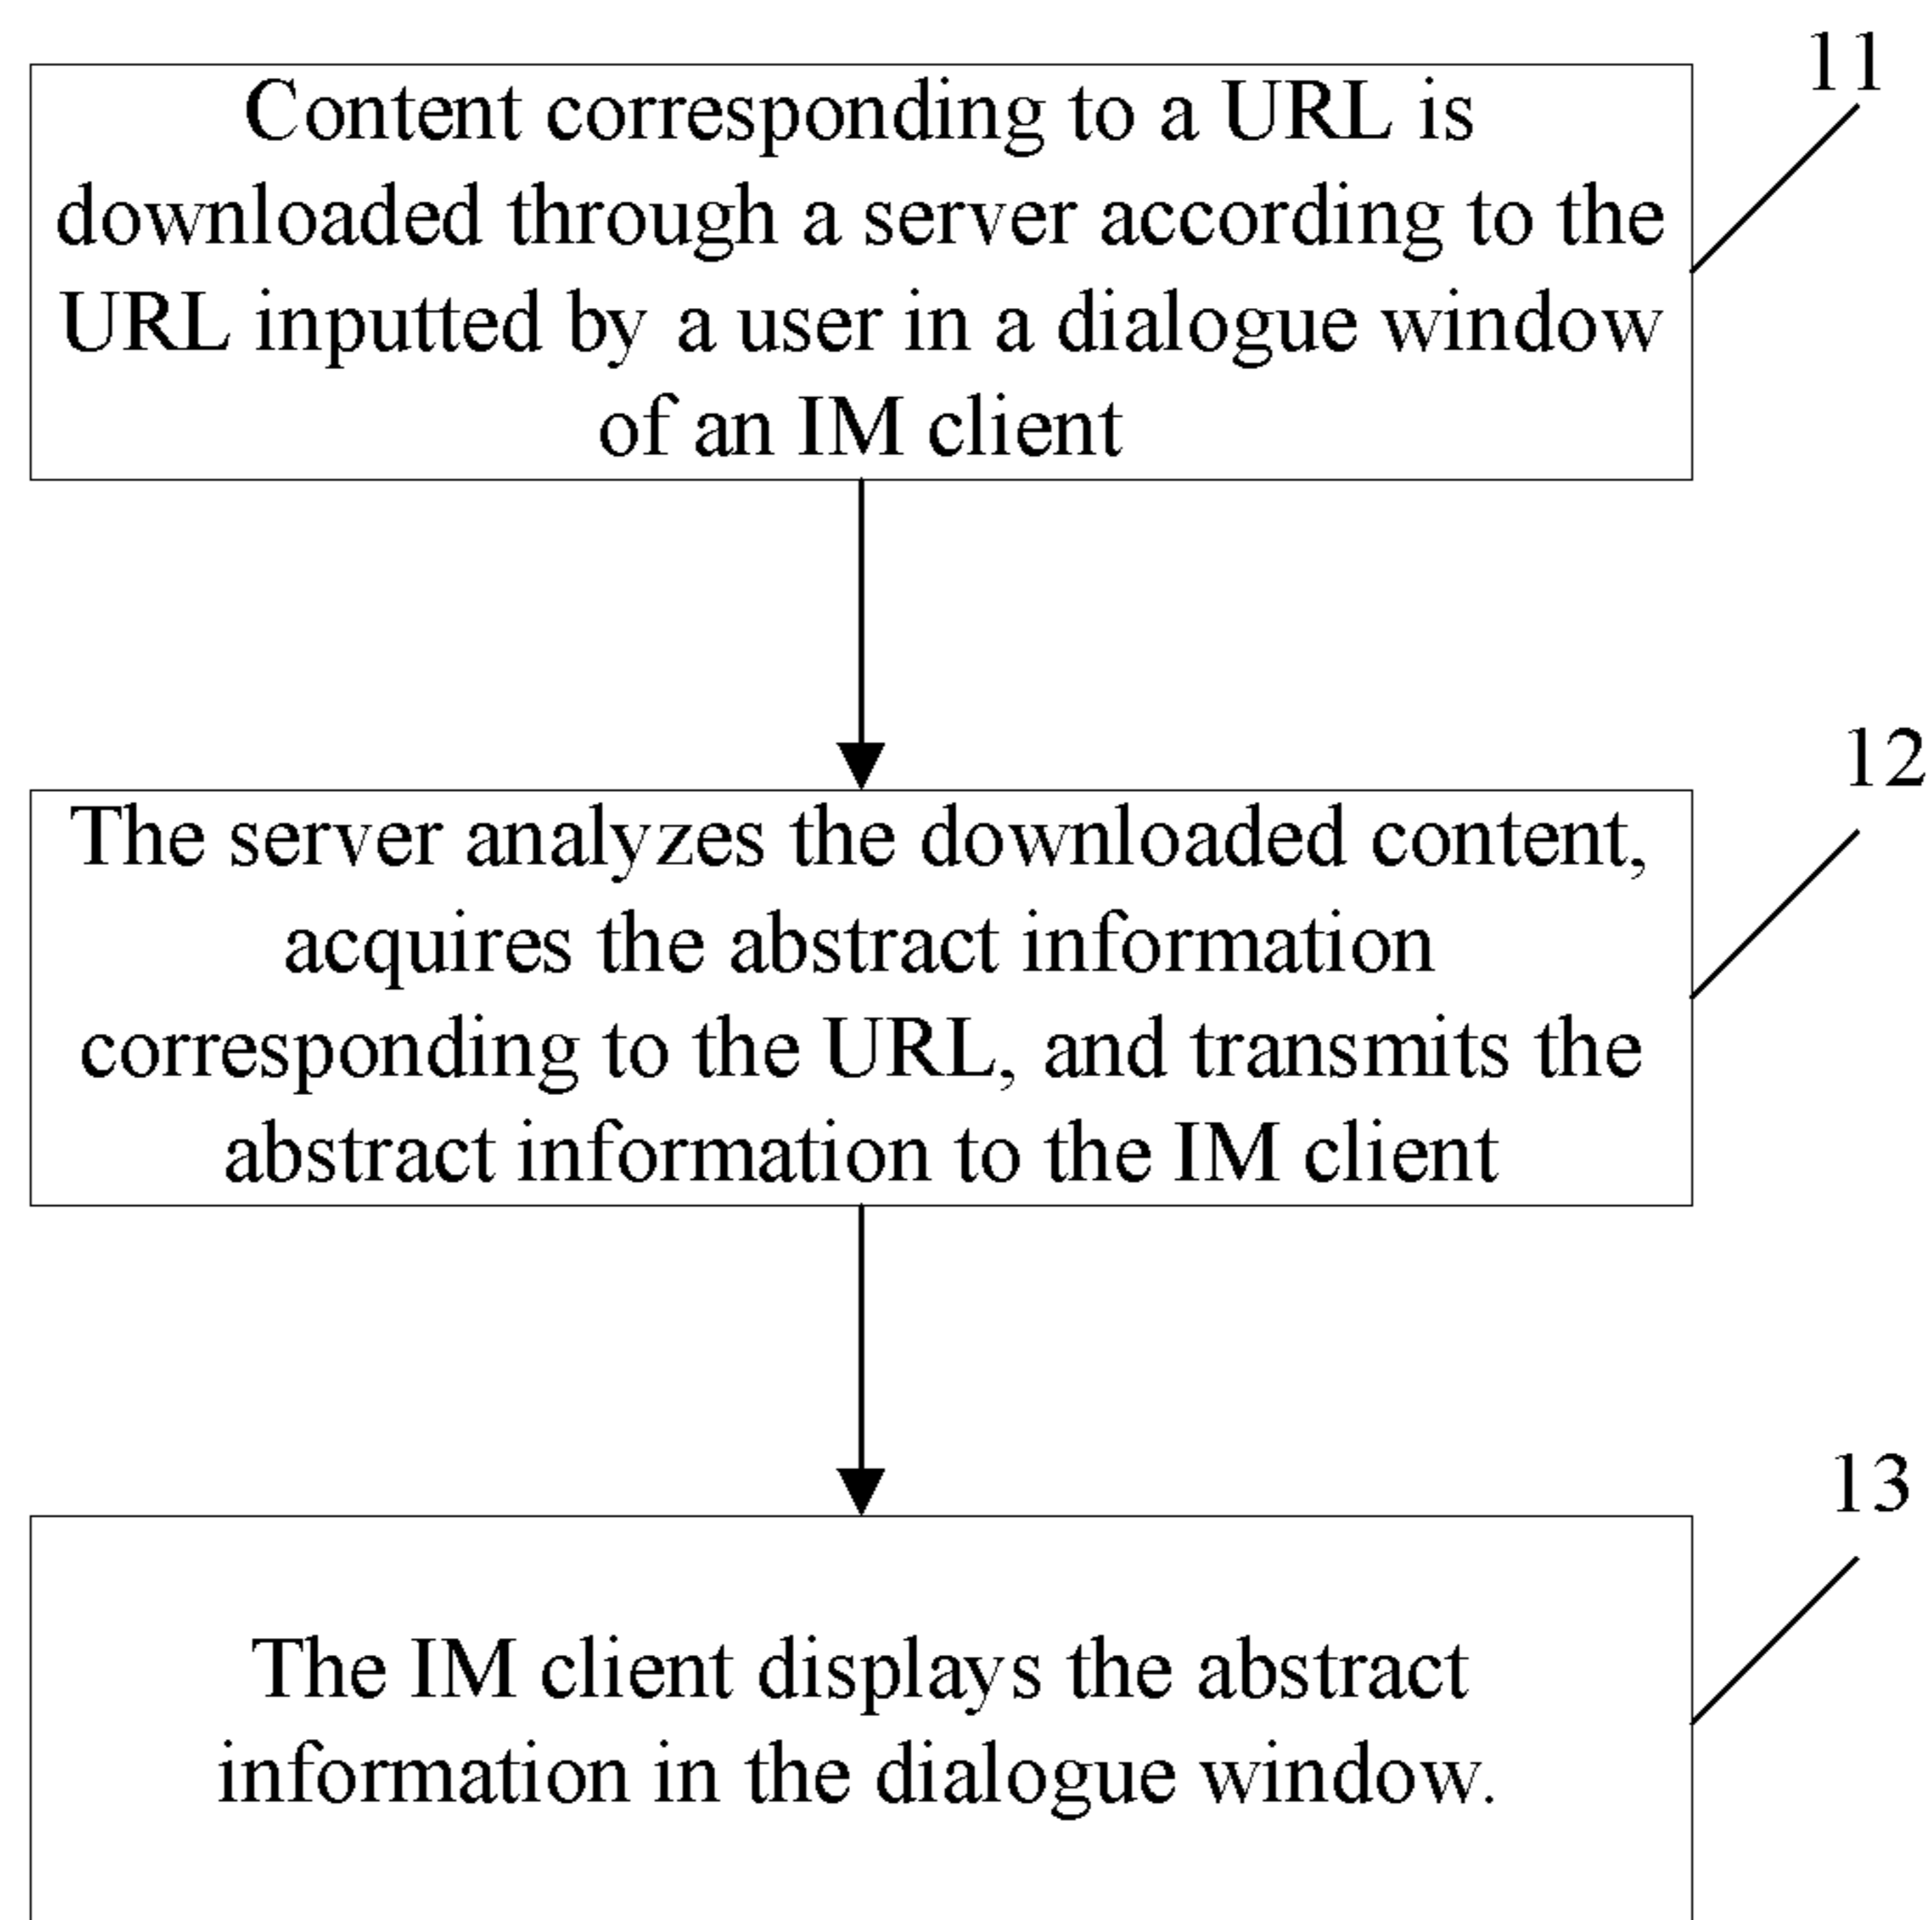 11
Content corresponding to a URL is
downloaded through a server according to the
URL inputted by a user in a dialogue window
of an IM client
12
The server analyzes the downloaded content,
acquires the abstract information
corresponding to the URL, and transmits the
abstract information to the IM client
13
The IM client displays the abstract
information in the dialogue window.